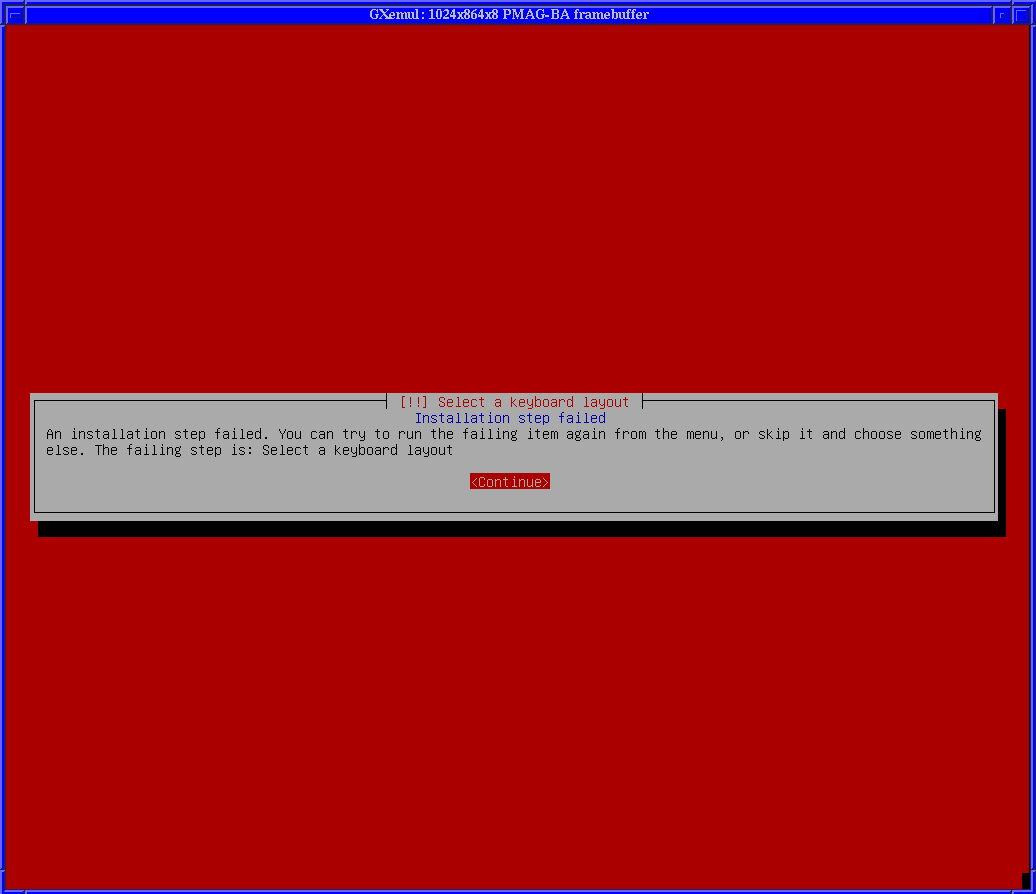 GXemul: 1024x864x8 PMAG-BA framebuffer
[!!] Select a keyboard layout
Installation step failed
An installation step failed. You can try to run the failing item again from the menu, or skip it and choose something
else. The failing step is: Select a keyboard layout
<Continue>